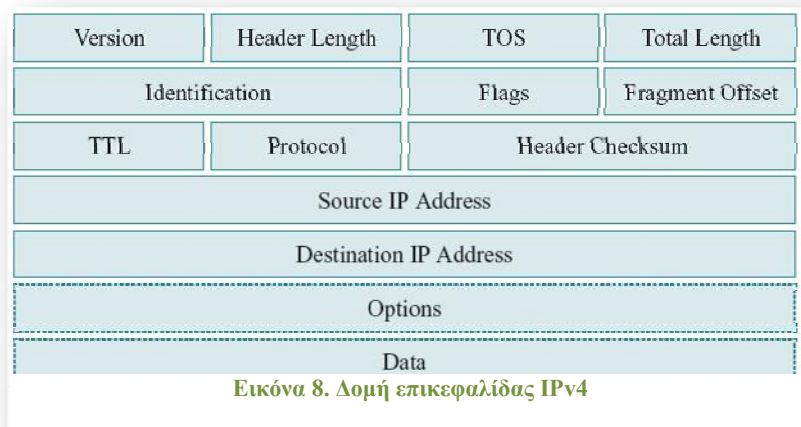 Version Header Length TOS Total Length
Identification Flags Fragment Offset
TTL Protocol Header Checksum
Source IP Address
Destination IP Address
Options
Data
Εικόνα 8. Δομή επικεφαλίδας IPv4